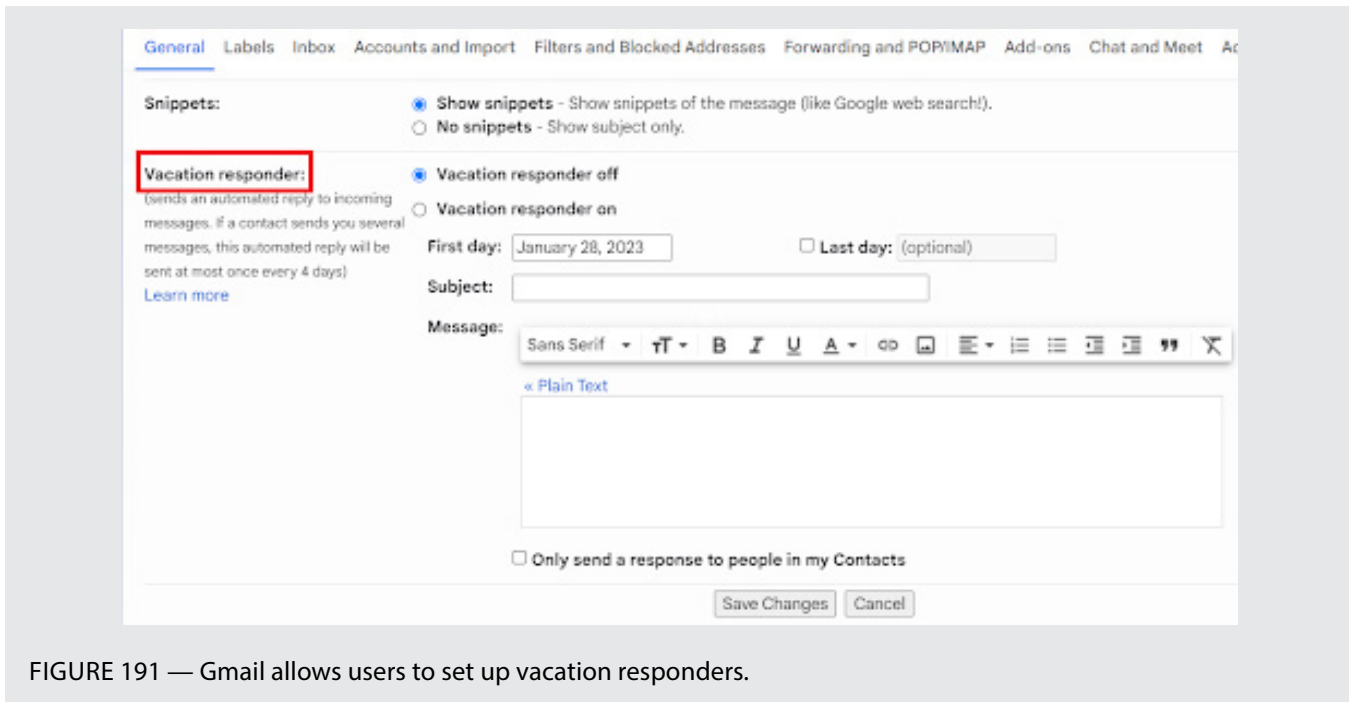 General Labels Inbox Accounts and Import Filters and Blocked Addresses Forwarding and POP/IMAP Add-ons Chat and Meet
Snippets:
Show snippets - Show snippets of the message (like Google web search!).
No snippets - Show subject only.
Vacation responder:
(sends an automated reply to incoming
messages. If a contact sends you several
messages, this automated reply will be
sent at most once every 4 days)
Learn more
Vacation responder off
Vacation responder on
First day: January 28, 2023 Last day: (optional)
Subject:
Message:
Sans Serif
« Plain Text
Only send a response to people in my Contacts
Save Changes Cancel
FIGURE 191 — Gmail allows users to set up vacation responders.